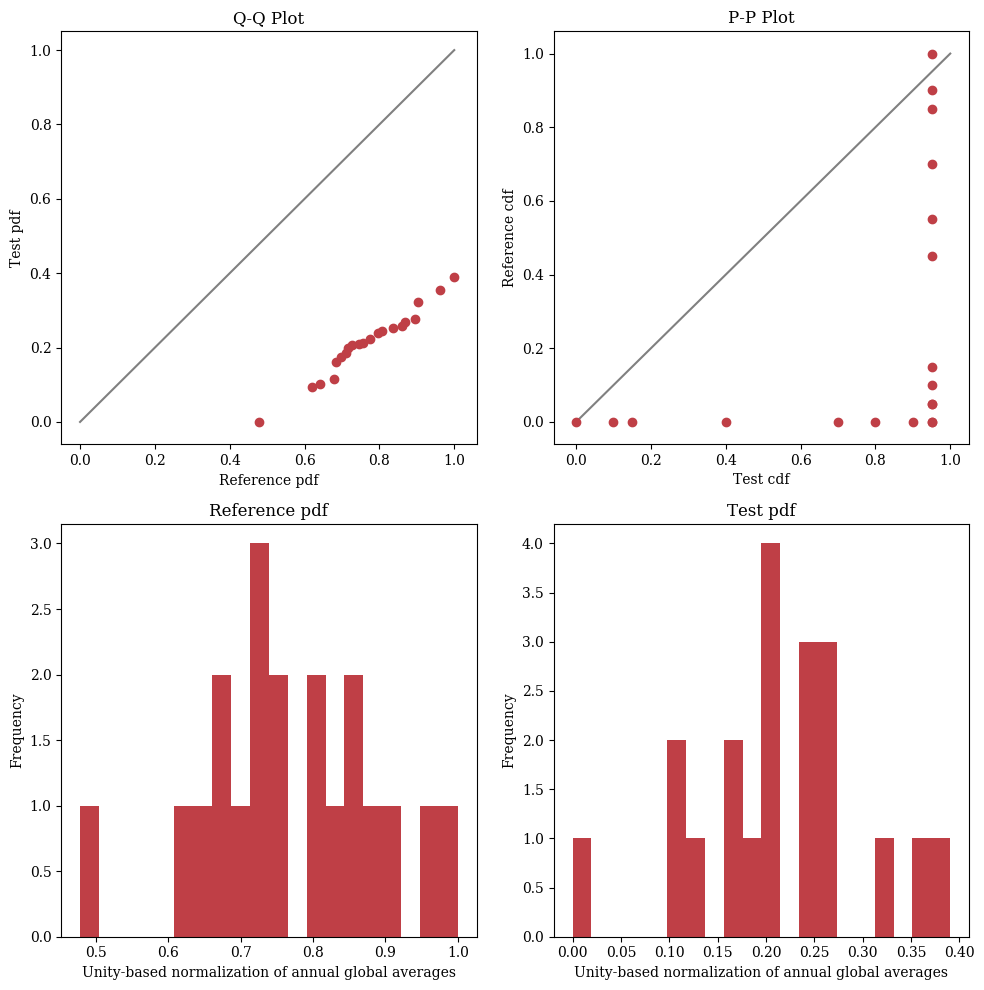 Q-Q Plot
1.0
0.8
0.6
0.4
0.2
0.0
Test pdf
0.0 0.2 0.4 0.6 0.8 1.0
Reference pdf
P-P Plot
1.0
0.8
0.6
0.4
0.2
0.0
Reference cdf
0.0 0.2 0.4 0.6 0.8 1.0
Test cdf
Reference pdf
3.0
2.5
2.0
1.5
1.0
0.5
0.0
Frequency
0.5 0.6 0.7 0.8 0.9 1.0
Unity-based normalization of annual global averages
Test pdf
4.0
3.5
3.0
2.5
2.0
1.5
1.0
0.5
0.0
Frequency
0.00 0.05 0.10 0.15 0.20 0.25 0.30 0.35 0.40
Unity-based normalization of annual global averages